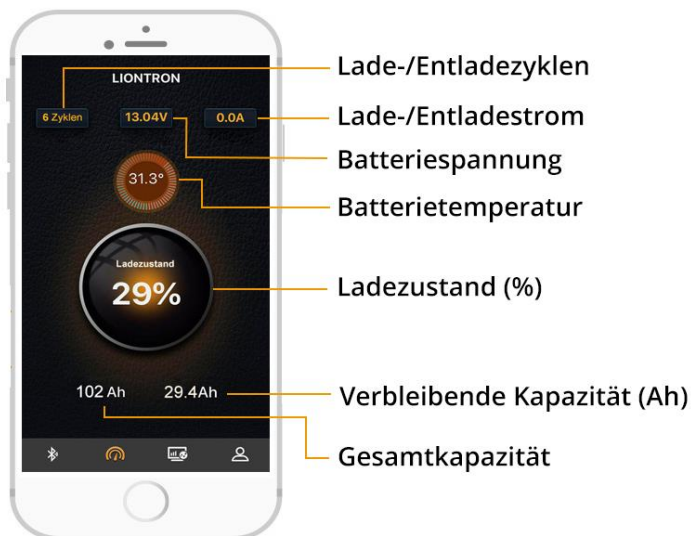 LIONTRON
6 Zyklen
13.04V
0.0A
31.3°
Ladezustand
29%
102 Ah
29.4Ah
Lade-/Entladezyklen
Lade-/Entladestrom
Batteriespannung
Batterietemperatur
Ladezustand (%)
Verbleibende Kapazität (Ah)
Gesamtkapazität